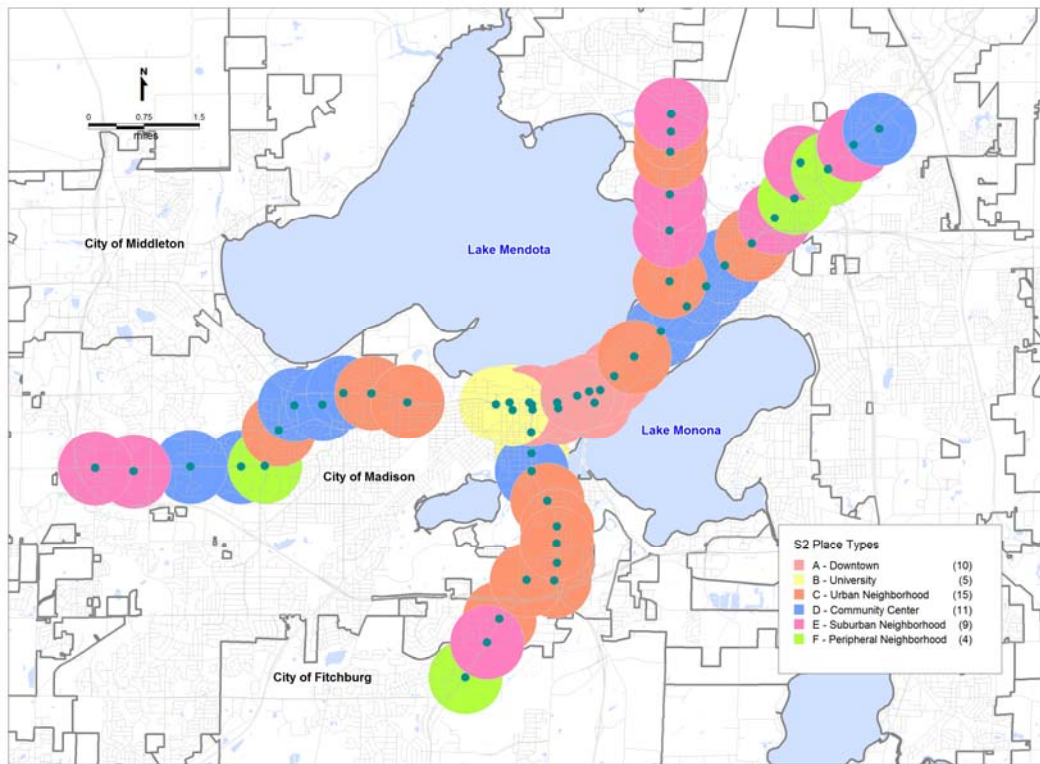 N
0 0.75 1.5
miles
City of Middleton
Lake Mendota
Lake Monona
City of Madison
City of Fitchburg
S2 Place Types
A - Downtown (10)
B - University (5)
C - Urban Neighborhood (15)
D - Community Center (11)
E - Suburban Neighborhood (9)
F - Peripheral Neighborhood (4)